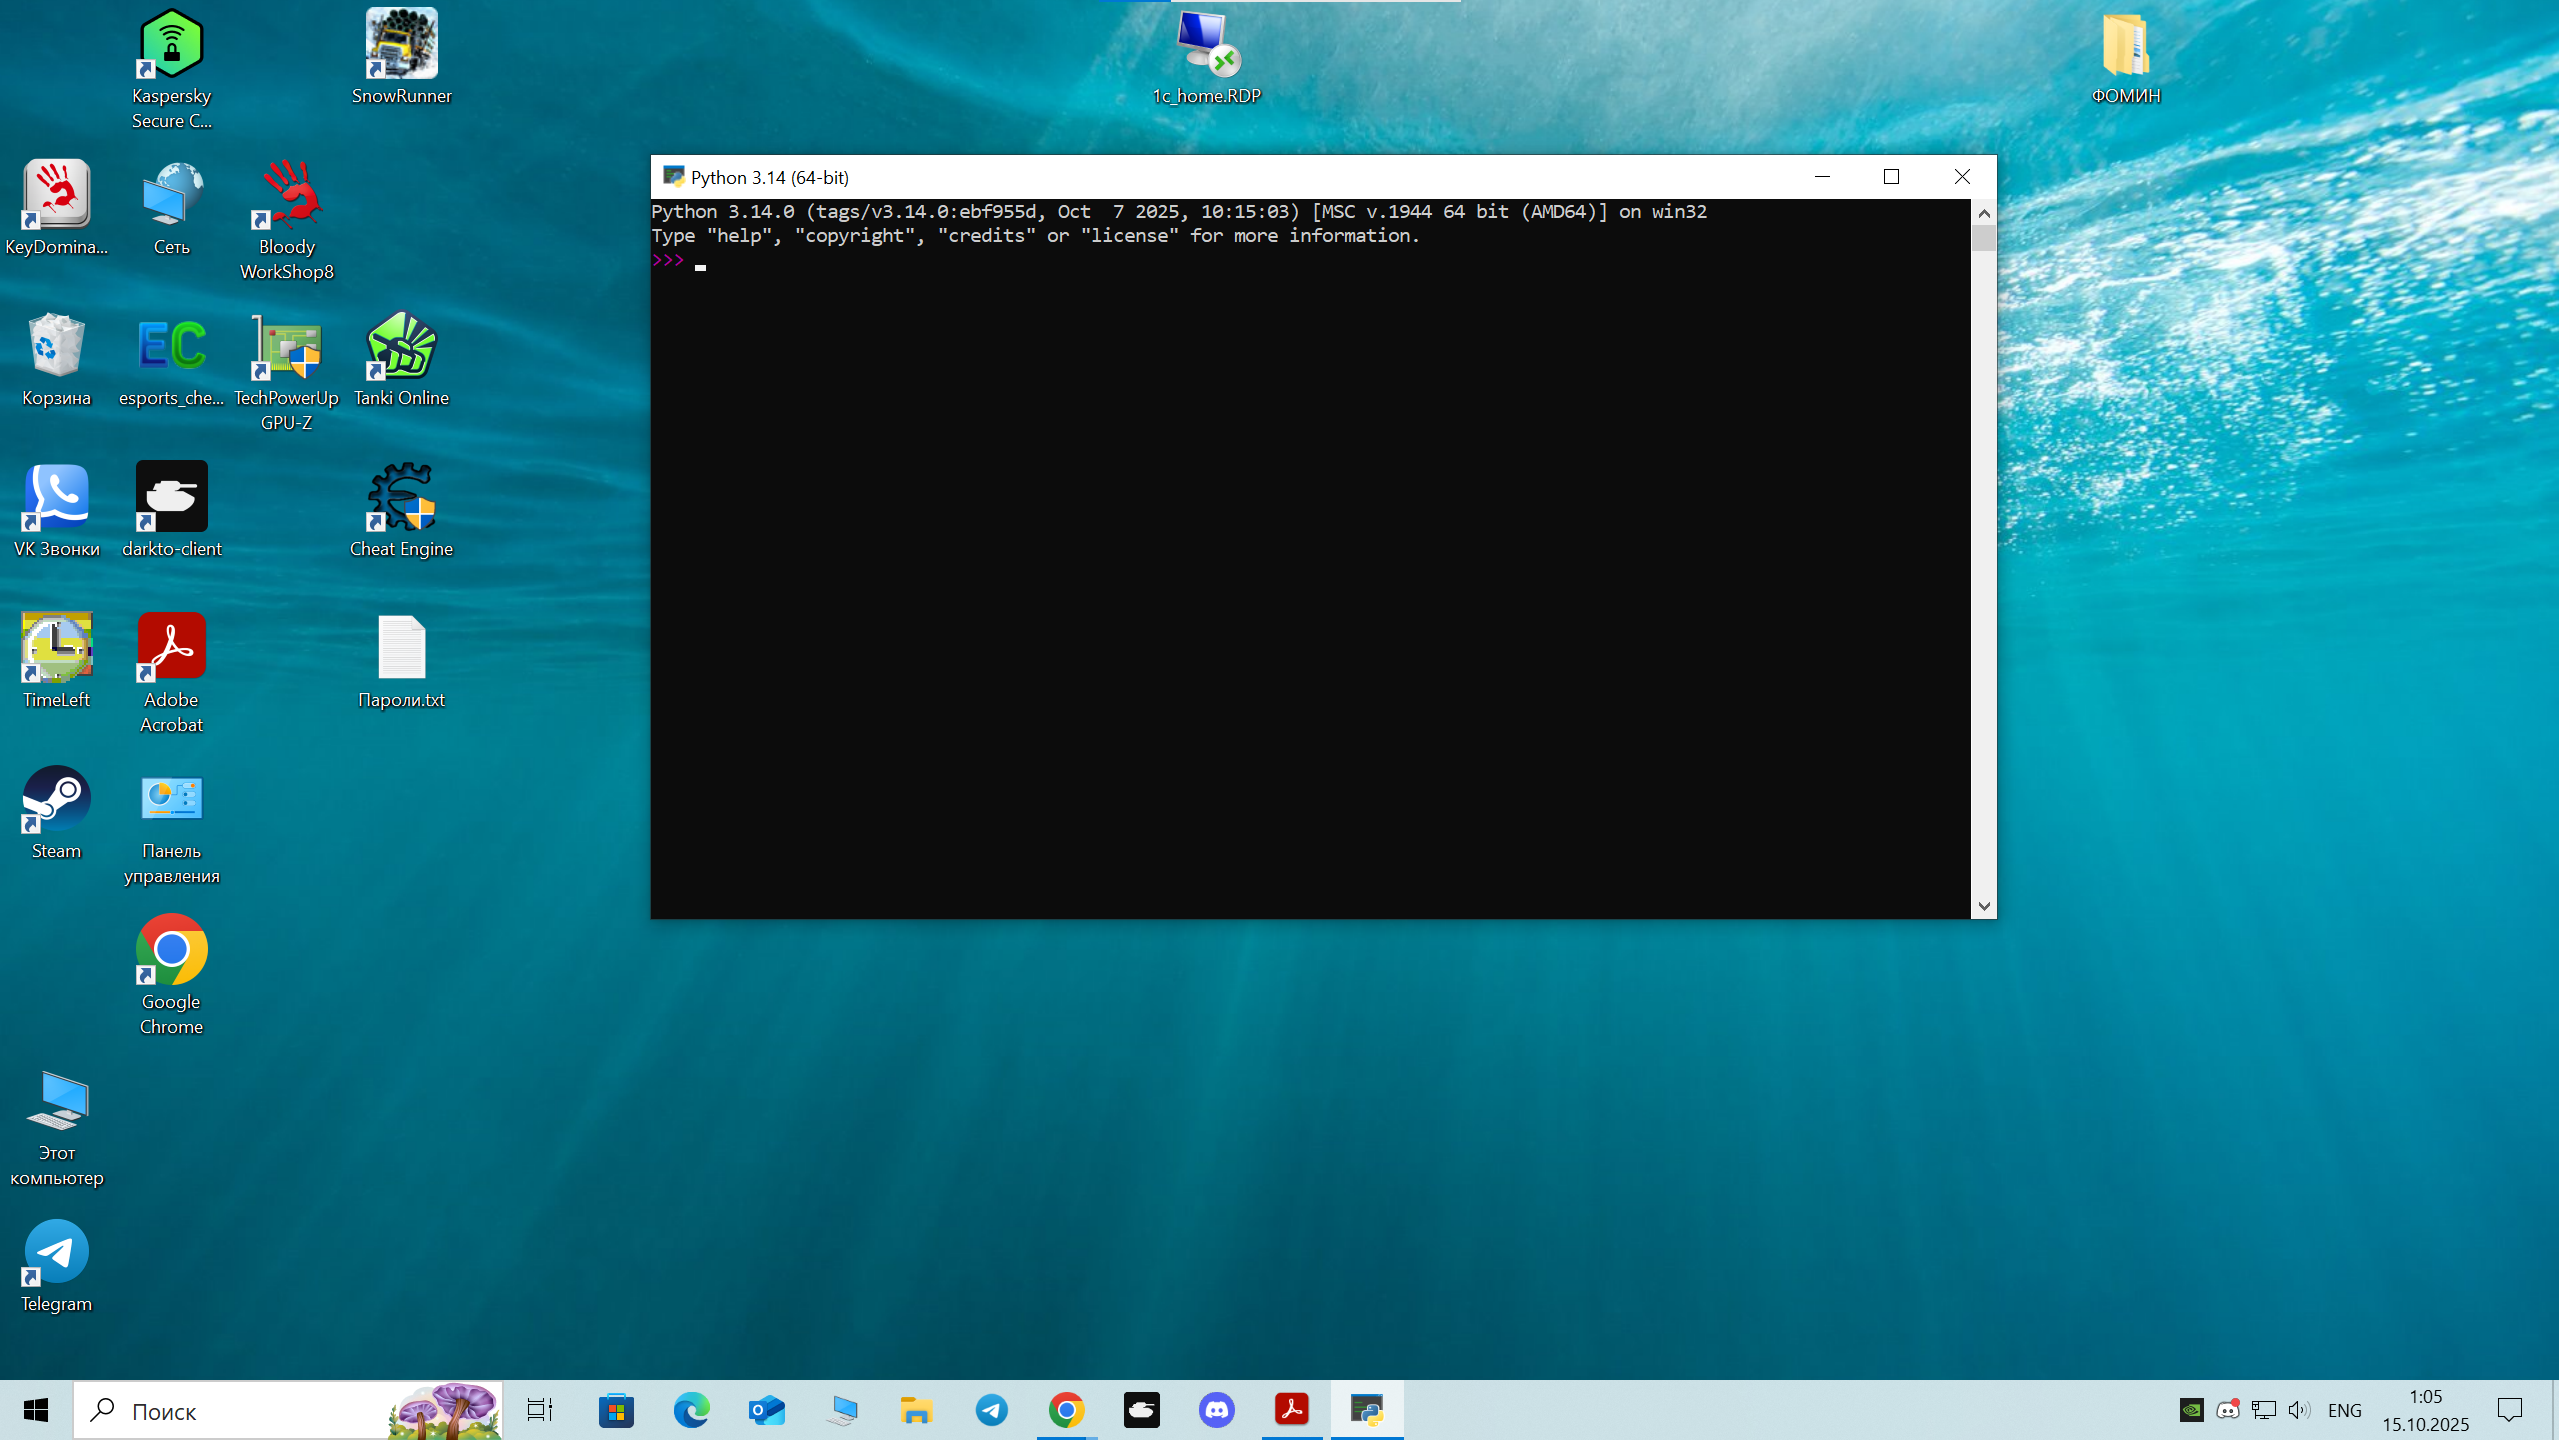 Kaspersky
Secure C...
SnowRunner
1c_home.RDP
ФОМИН
KeyDomina...
Сеть
Bloody
WorkShop8
Python 3.14 (64-bit)
Python 3.14.0 (tags/v3.14.0:ebf955d, Oct  7 2025, 10:15:03) [MSC v.1944 64 bit (AMD64)] on win32
Type "help", "copyright", "credits" or "license" for more information.
>>>
Корзина
EC
esports_che...
TechPowerUp
GPU-Z
Tanki Online
VK Звонки
darkto-client
Cheat Engine
TimeLeft
Adobe
Acrobat
Пароли.txt
Steam
Панель
управления
Google
Chrome
Этот
компьютер
Telegram
Поиск
ENG
1:05
15.10.2025